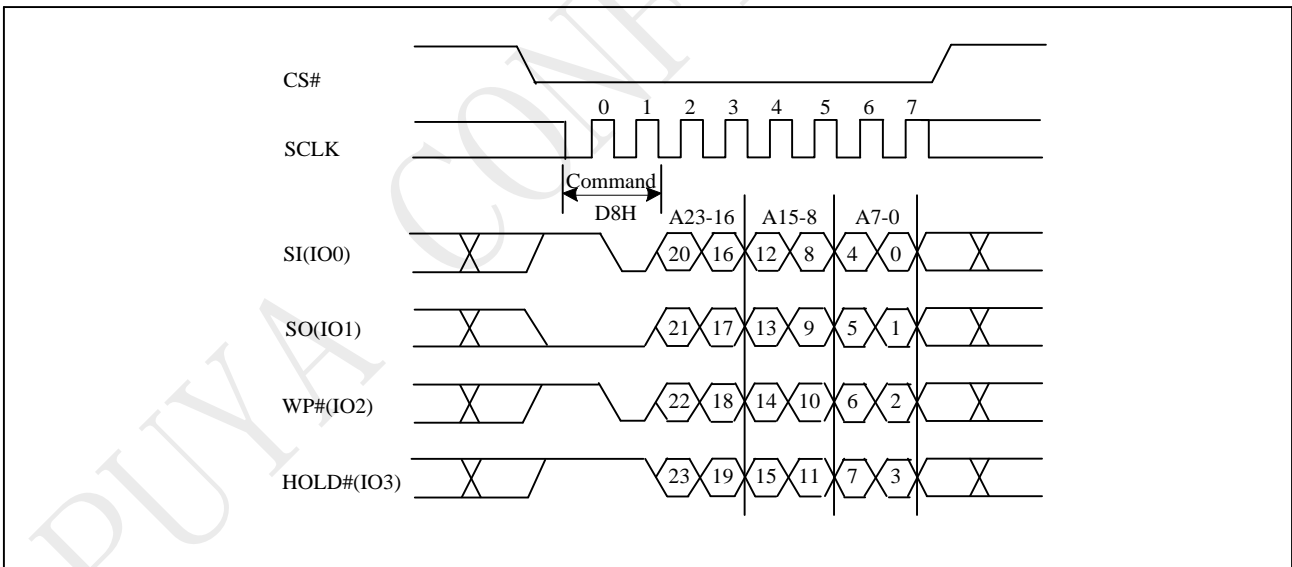 CS#
0 1 2 3 4 5 6 7
SCLK
Command
D8H A23-16 A15-8 A7-0
SI(IO0) 20 16 12 8 4 0
SO(IO1) 21 17 13 9 5 1
WP#(IO2) 22 18 14 10 6 2
HOLD#(IO3) 23 19 15 11 7 3
PUYA CONF